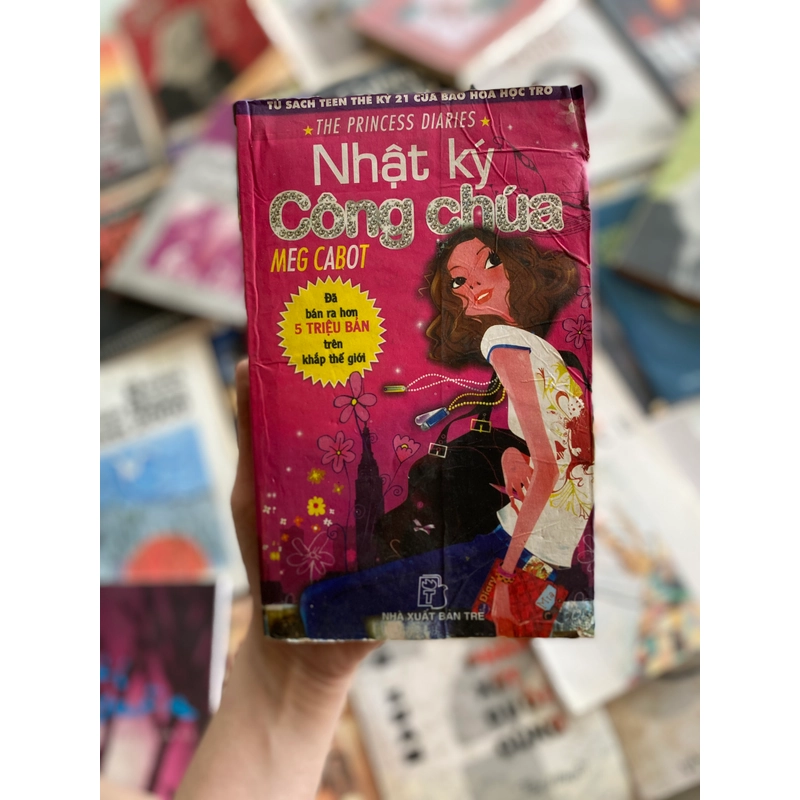 TỦ SÁCH TEEN THẾ KỶ 21 CỦA BÁO HOA HỌC TRÒ
THE PRINCESS DIARIES
Nhật ký
Công chúa
MEG CABOT
Đã
bán ra hơn
5 TRIỆU BẢN
trên
khắp thế giới
Diary
NHÀ XUẤT BẢN TRẺ